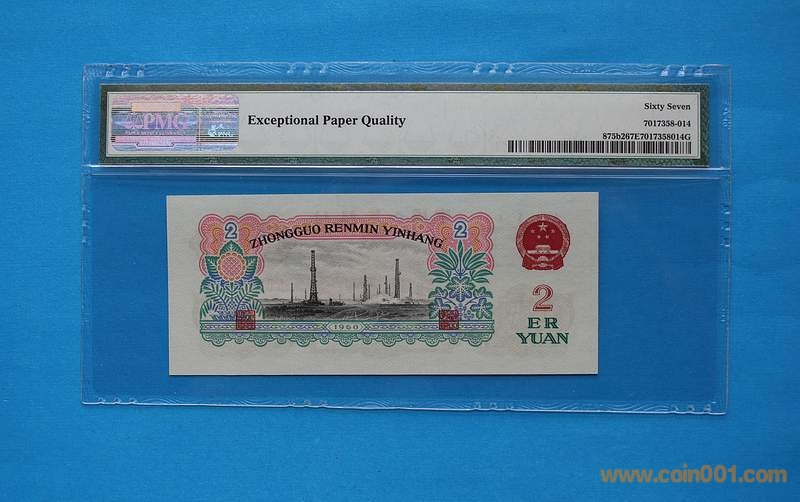 PMG
Exceptional Paper Quality
Sixty Seven
7017358-014
875b267E7017358014G
2
2
ZHONGGUO RENMIN YINHANG
1960
2
ER
YUAN
www.coin001.com